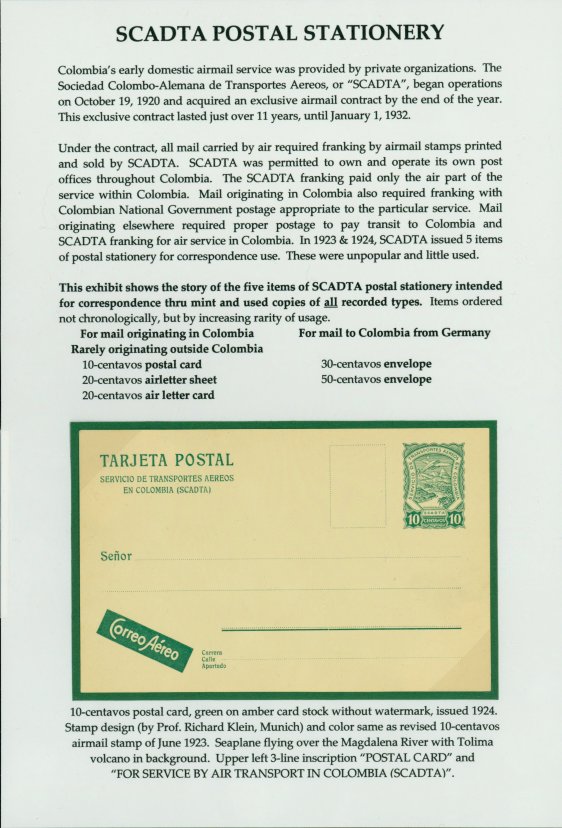 SCADTA POSTAL STATIONERY
Colombia's early domestic airmail service was provided by private organizations. The
Sociedad Colombo-Alemana de Transportes Aereos, or "SCADTA", began operations
on October 19, 1920 and acquired an exclusive airmail contract by the end of the year.
This exclusive contract lasted just over 11 years, until January 1, 1932.
Under the contract, all mail carried by air required franking by airmail stamps printed
and sold by SCADTA. SCADTA was permitted to own and operate its own post
offices throughout Colombia. The SCADTA franking paid only the air part of the
service within Colombia. Mail originating in Colombia also required franking with
Colombian National Government postage appropriate to the particular service. Mail
originating elsewhere required proper postage to pay transit to Colombia and
SCADTA franking for air service in Colombia. In 1923 & 1924, SCADTA issued 5 items
of postal stationery for correspondence use. These were unpopular and little used.
This exhibit shows the story of the five items of SCADTA postal stationery intended
for correspondence thru mint and used copies of all recorded types. Items ordered
not chronologically, but by increasing rarity of usage.
For mail originating in Colombia
Rarely originating outside Colombia
10-centavos postal card
20-centavos airletter sheet
20-centavos air letter card
For mail to Colombia from Germany
30-centavos envelope
50-centavos envelope
TARJETA POSTAL
SERVICIO DE TRANSPORTES AEREOS
EN COLOMBIA (SCADTA)
SERVICIO DE TRANSPORTES AEREOS EN COLOMBIA
SCADTA
10 CENTAVOS 10
Señor
Correo Aéreo
Carrera
Calle
Apartado
10-centavos postal card, green on amber card stock without watermark, issued 1924.
Stamp design (by Prof. Richard Klein, Munich) and color same as revised 10-centavos
airmail stamp of June 1923. Seaplane flying over the Magdalena River with Tolima
volcano in background. Upper left 3-line inscription "POSTAL CARD" and
"FOR SERVICE BY AIR TRANSPORT IN COLOMBIA (SCADTA)".